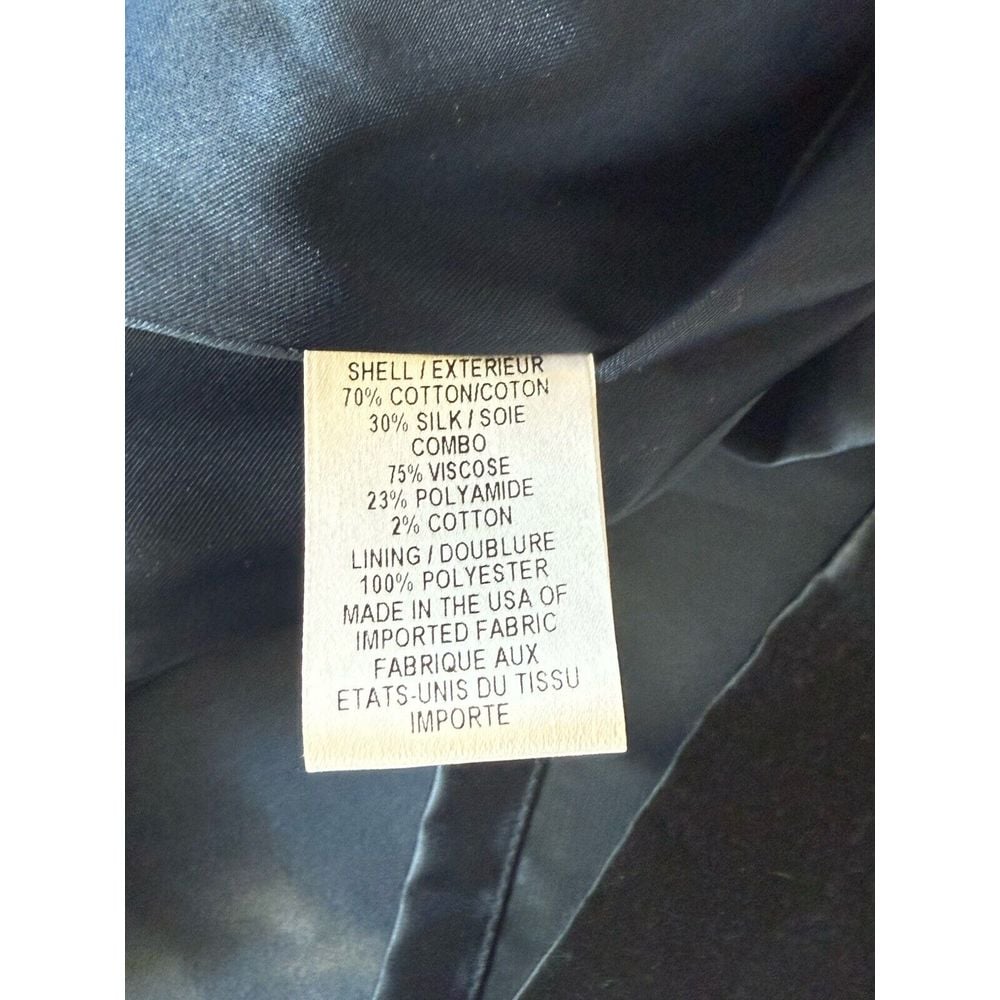 SHELL / EXTERIEUR
70% COTTON/COTON
30% SILK / SOIE
COMBO
75% VISCOSE
23% POLYAMIDE
2% COTTON
LINING / DOUBLURE
100% POLYESTER
MADE IN THE USA OF
IMPORTED FABRIC
FABRIQUE AUX
ETATS-UNIS DU TISSU
IMPORTE